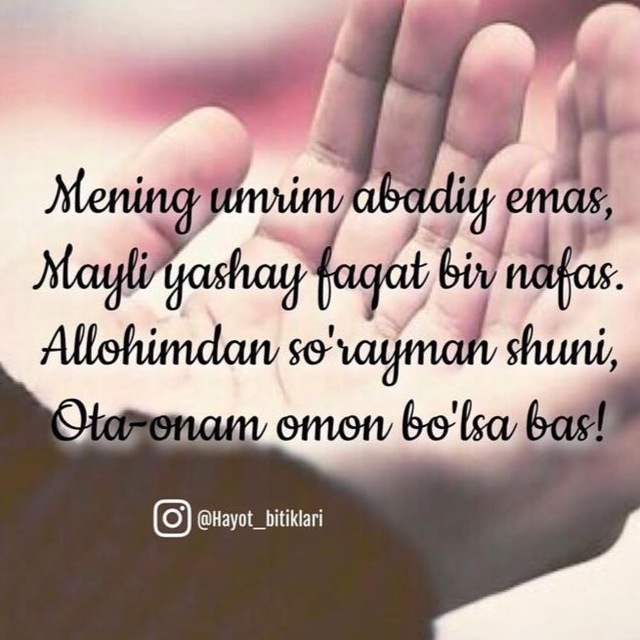 Mening umrim abadiy emas,
Mayli yashay faqat bir nafas.
Allohimdan so'rayman shuni,
Ota-onam omon bo'lsa bas!
@Hayot_bitiklari